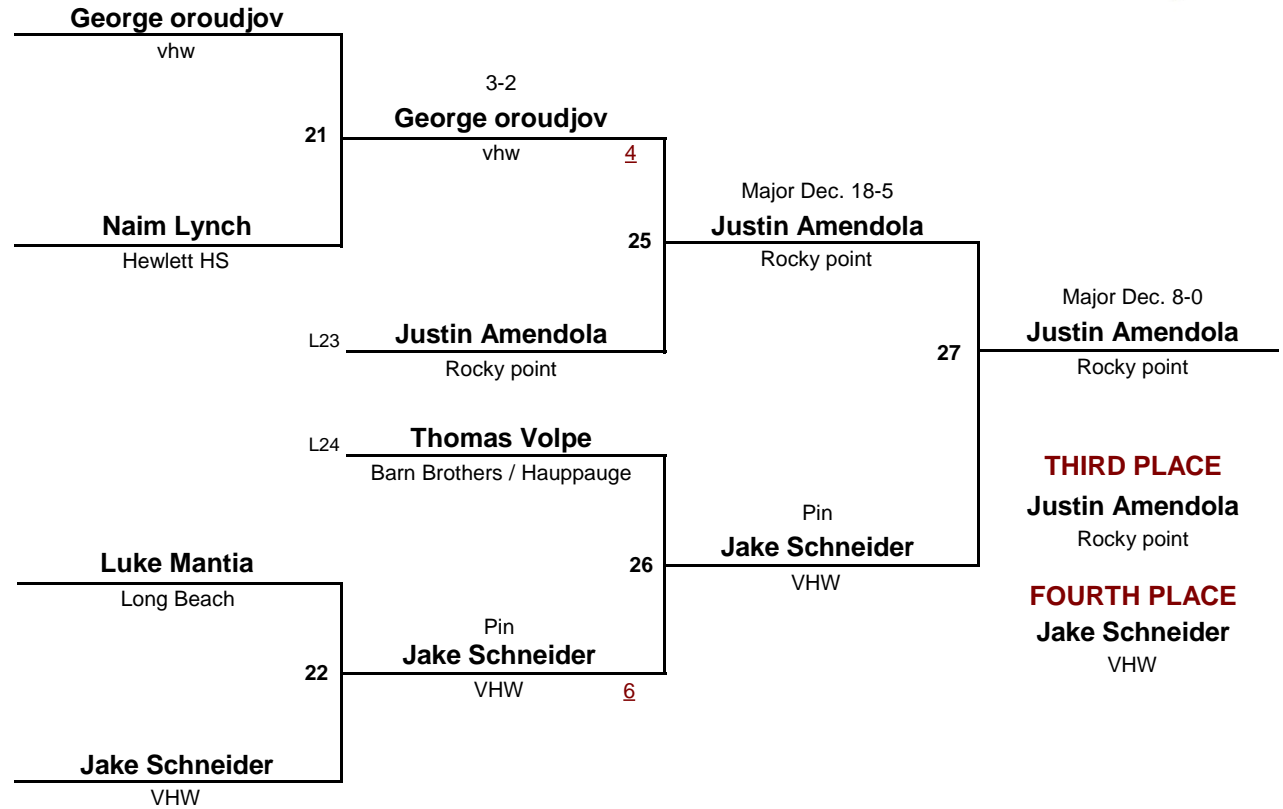 George oroudjov
vhw
3-2
21
George oroudjov
vhw
4
Major Dec. 18-5
Naim Lynch
Hewlett HS
25
Justin Amendola
Rocky point
Major Dec. 8-0
L23
Justin Amendola
Rocky point
27
Justin Amendola
Rocky point
L24
Thomas Volpe
Barn Brothers / Hauppauge
THIRD PLACE
Justin Amendola
Rocky point
Pin
Jake Schneider
VHW
Luke Mantia
Long Beach
26
FOURTH PLACE
Jake Schneider
VHW
Pin
22
Jake Schneider
VHW
6
Jake Schneider
VHW